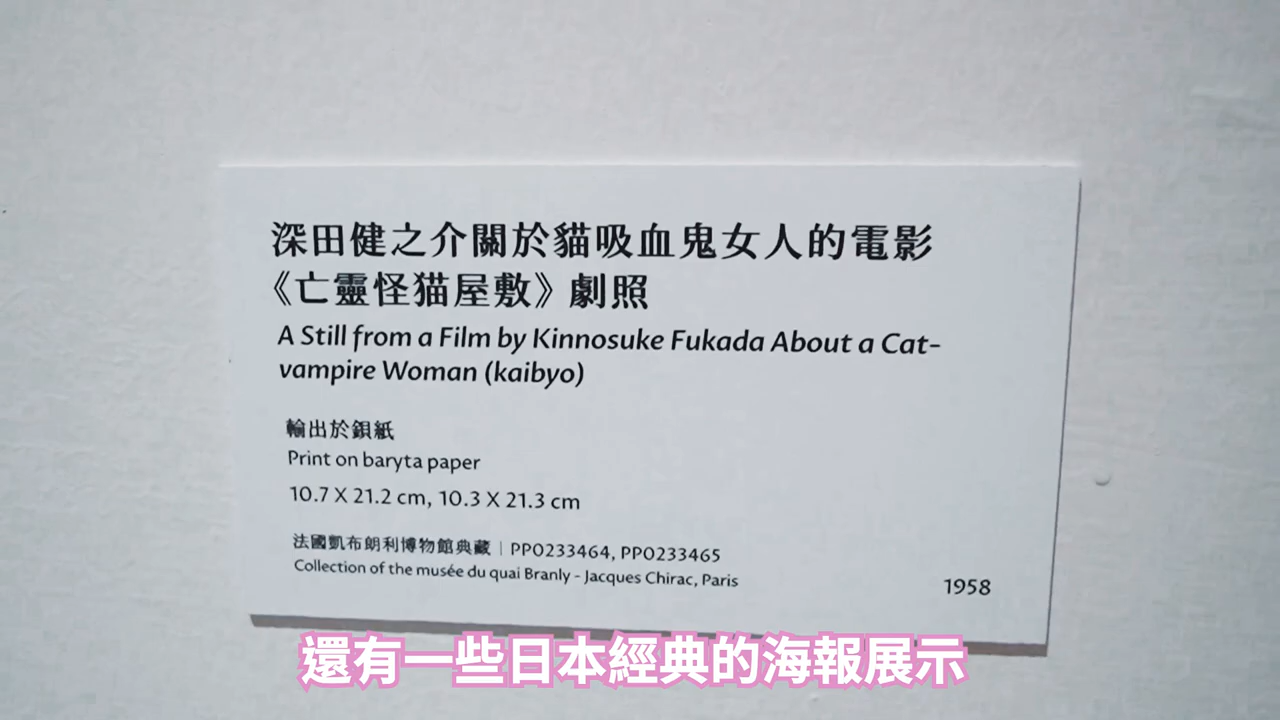 深田健之介關於貓吸血鬼女人的電影
《亡靈怪猫屋敷》劇照
A Still from a Film by Kinnosuke Fukada About a Cat-
vampire Woman (kaibyo)
輸出於鋇紙
Print on baryta paper
10.7 X 21.2 cm, 10.3 X 21.3 cm
法國凱布朗利博物館典藏｜PP0233464, PP0233465
Collection of the musée du quai Branly - Jacques Chirac, Paris
1958
還有一些日本經典的海報展示